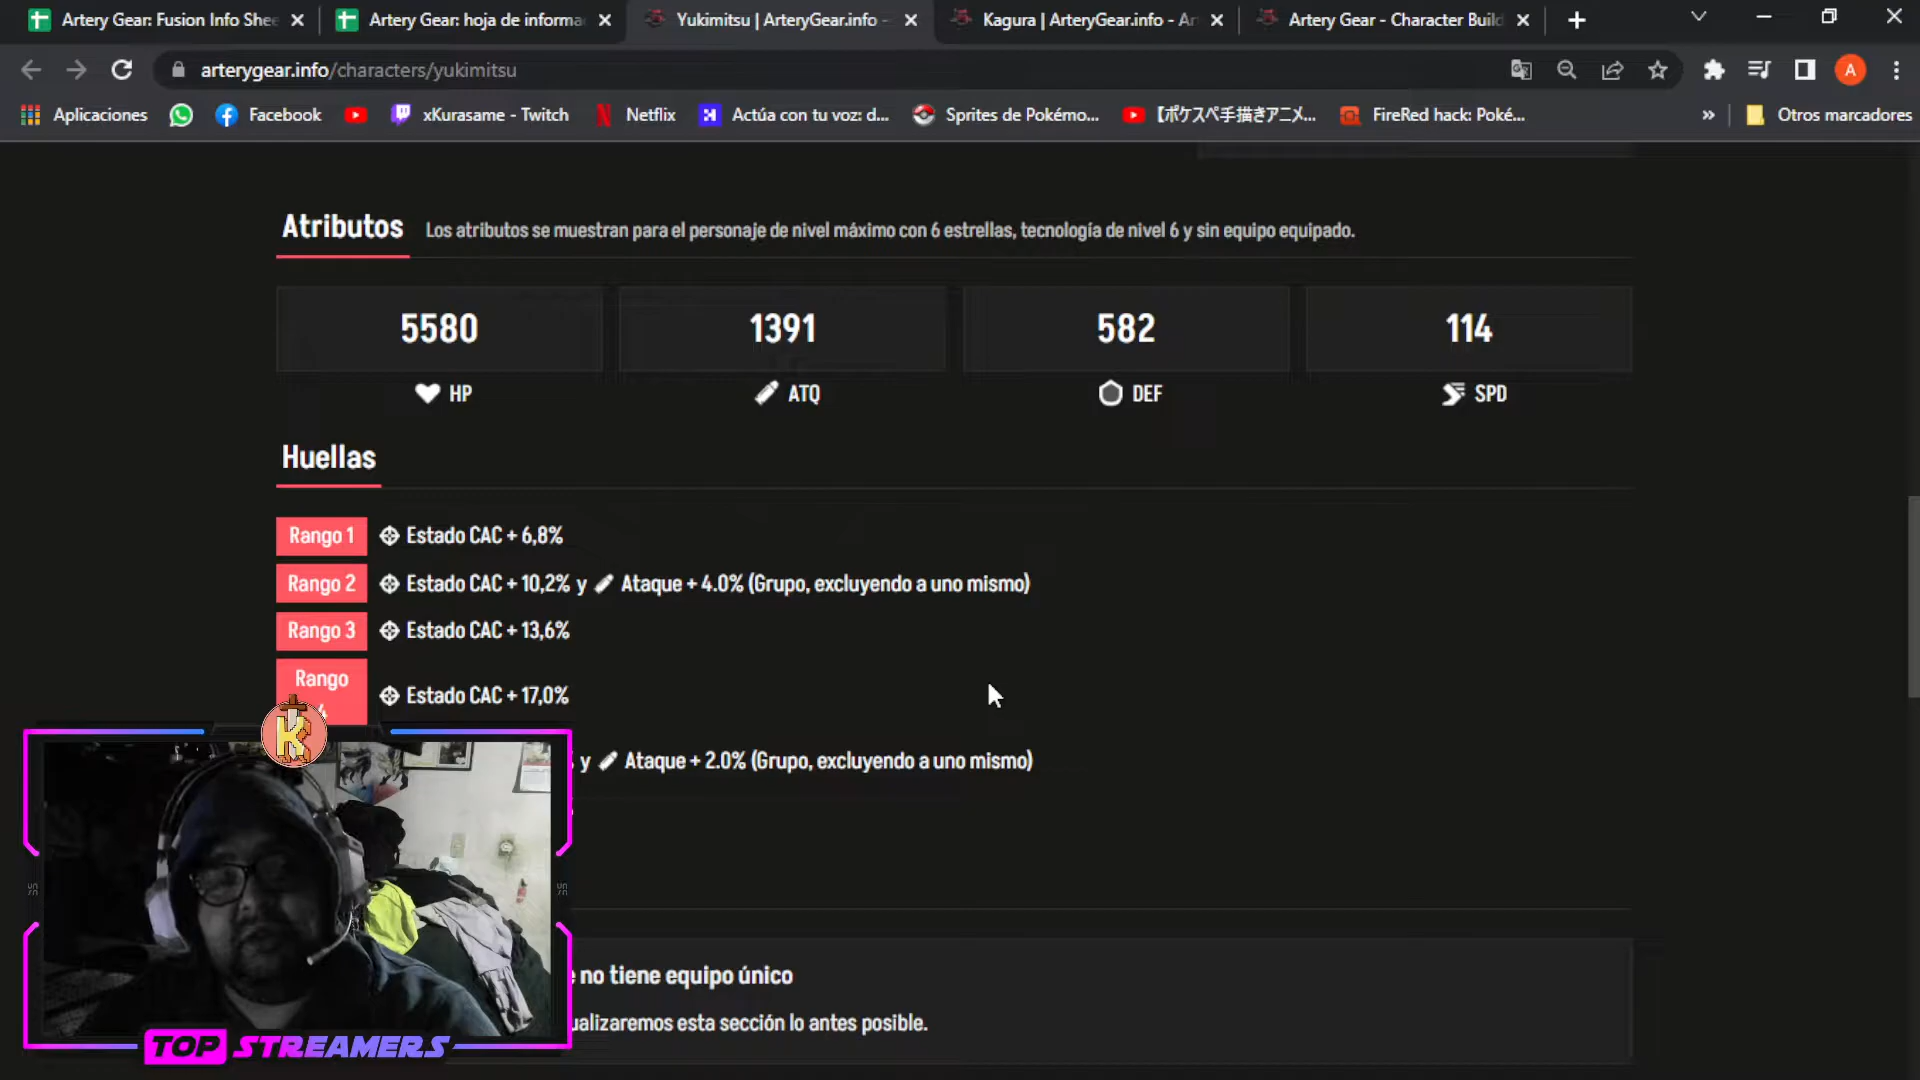 Artery Gear: Fusion Info Shee
Artery Gear: hoja de informa
Yukimitsu | ArteryGear.info -
Kagura | ArteryGear.info - Ar
Artery Gear - Character Build
arterygear.info/characters/yukimitsu
A
Aplicaciones
Facebook
xKurasame - Twitch
Netflix
Actúa con tu voz: d...
Sprites de Pokémo...
【ポケスペ手描きアニメ...
FireRed hack: Poké...
Otros marcadores
Atributos Los atributos se muestran para el personaje de nivel máximo con 6 estrellas, tecnología de nivel 6 y sin equipo equipado.
5580 1391 582 114
HP ATQ DEF SPD
Huellas
Rango 1 Estado CAC + 6,8%
Rango 2 Estado CAC + 10,2% y Ataque + 4.0% (Grupo, excluyendo a uno mismo)
Rango 3 Estado CAC + 13,6%
Rango
4 Estado CAC + 17,0%
y Ataque + 2.0% (Grupo, excluyendo a uno mismo)
K
no tiene equipo único
ualizaremos esta sección lo antes posible.
TOP STREAMERS